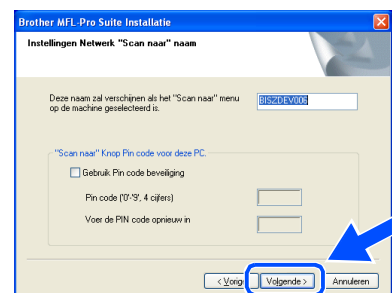 Brother MFL-Pro Suite Installatie
Instellingen Netwerk "Scan naar" naam
Deze naam zal verschijnen als het "Scan naar" menu
op de machine geselecteerd is.
BISZDEV006
"Scan naar" Knop Pin code voor deze PC.
Gebruik Pin code beveiliging
Pin code ('0'-'9', 4 cijfers)
Voer de PIN code opnieuw in
< Vorige
Volgende >
Annuleren